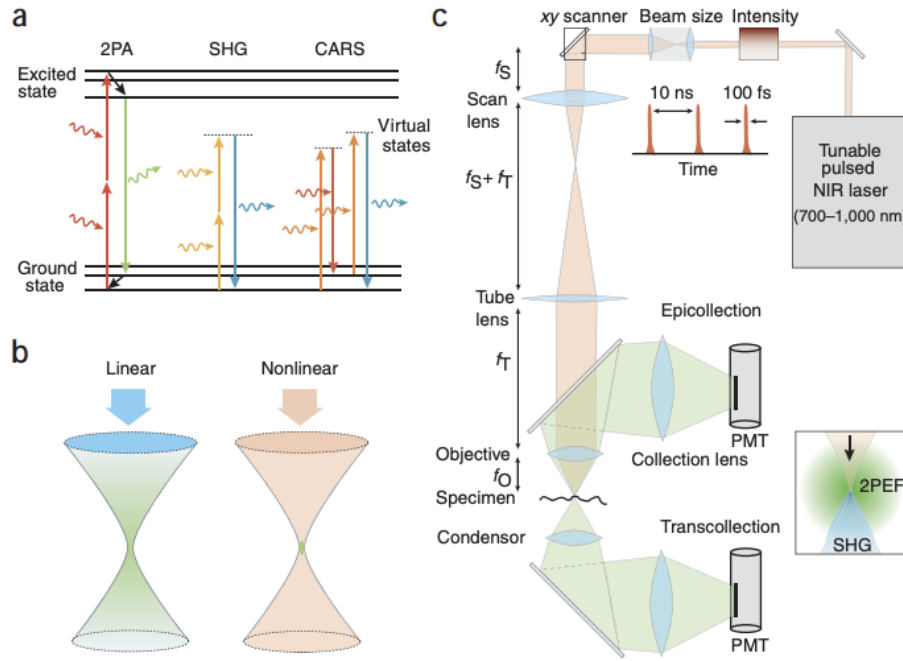 a
2PA
SHG
CARS
Excited
state
Virtual
states
Ground
state
b
Linear
Nonlinear
c
xy scanner
Beam size
Intensity
fS
Scan
lens
10 ns
100 fs
Time
Tunable
pulsed
NIR laser
(700–1,000 nm)
fS + fT
Tube
lens
Epicollection
fT
PMT
Objective
Collection lens
fO
Specimen
2PEF
SHG
Condensor
Transcollection
PMT